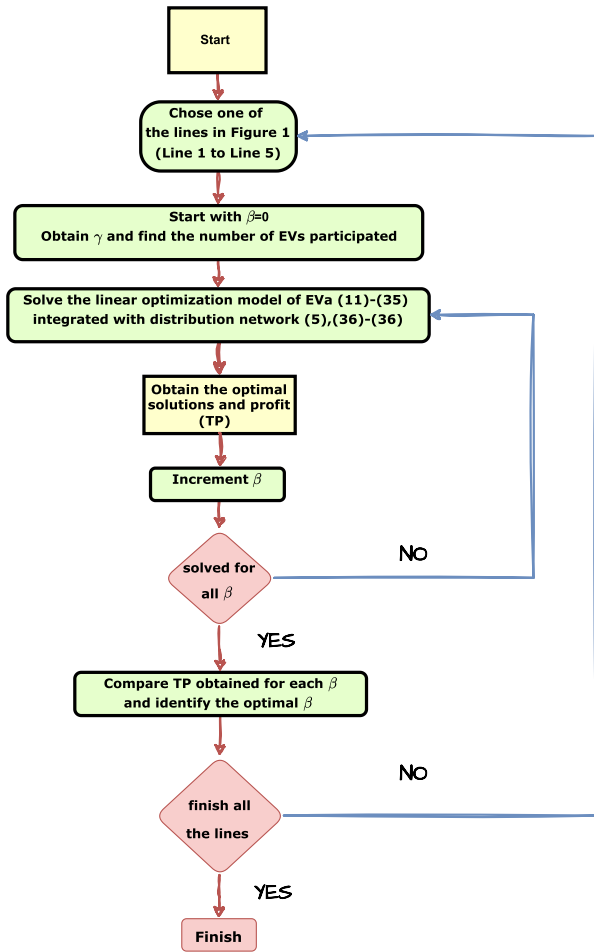 Start
Chose one of
the lines in Figure 1
(Line 1 to Line 5)
Start with β=0
Obtain γ and find the number of EVs participated
Solve the linear optimization model of EVa (11)-(35)
integrated with distribution network (5),(36)-(36)
Obtain the optimal
solutions and profit
(TP)
Increment β
solved for
all β
NO
YES
Compare TP obtained for each β
and identify the optimal β
finish all
the lines
NO
YES
Finish